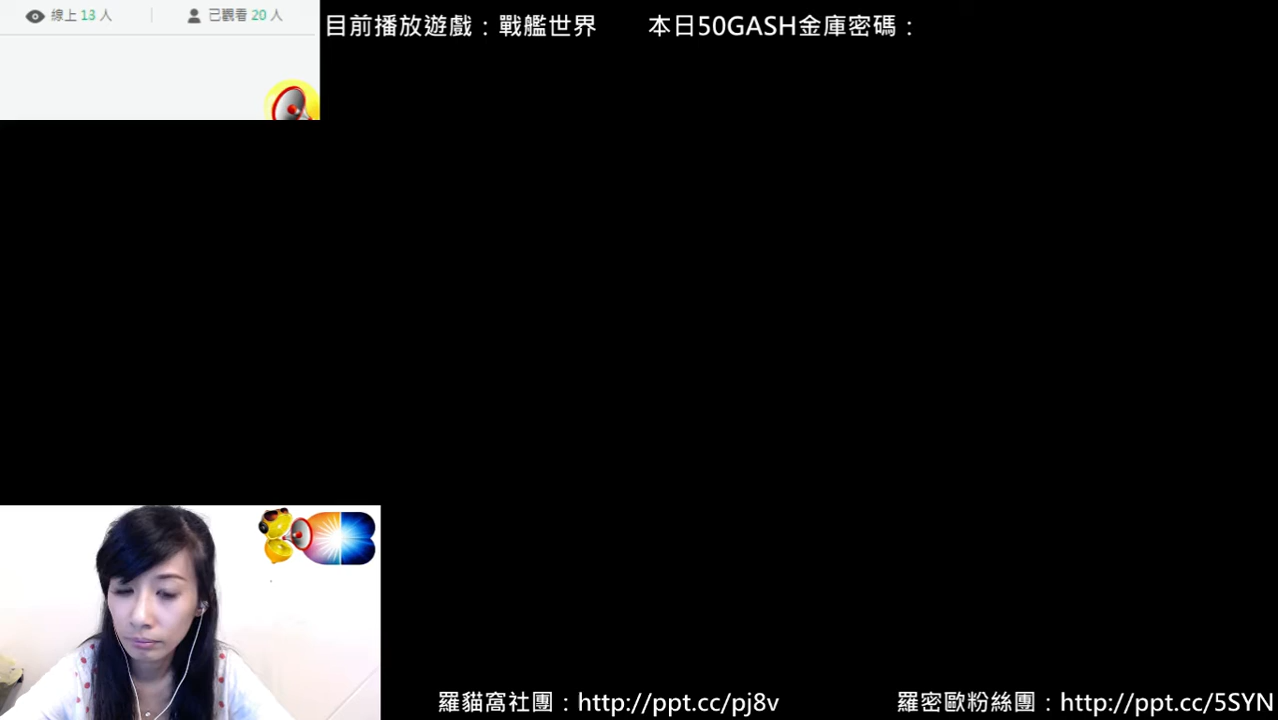 線上 13 人
已觀看 20 人
目前播放遊戲：戰艦世界 本日50GASH金庫密碼：
羅貓窩社團：http://ppt.cc/pj8v
羅密歐粉絲團：http://ppt.cc/5SYN